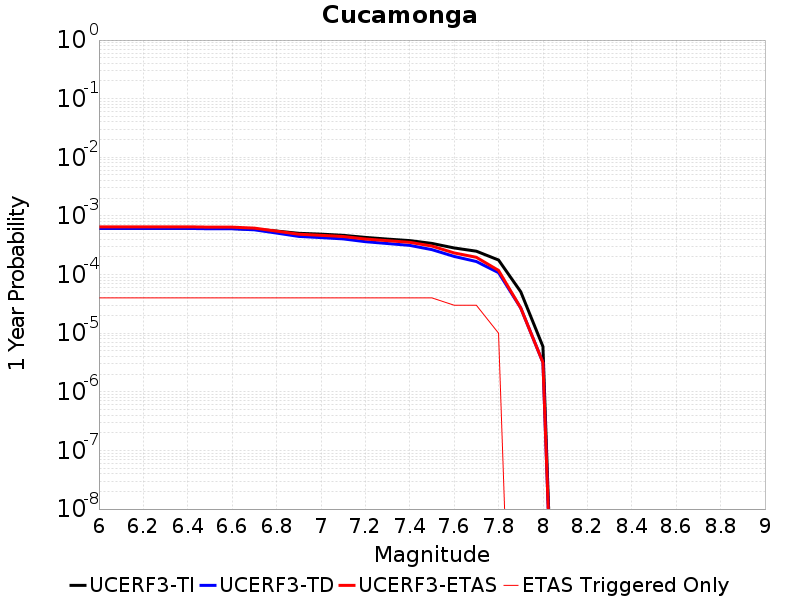 Cucamonga
10^0
10^-1
10^-2
10^-3
10^-4
10^-5
10^-6
10^-7
10^-8
1 Year Probability
6 6.2 6.4 6.6 6.8 7 7.2 7.4 7.6 7.8 8 8.2 8.4 8.6 8.8 9
Magnitude
UCERF3-TI UCERF3-TD UCERF3-ETAS ETAS Triggered Only